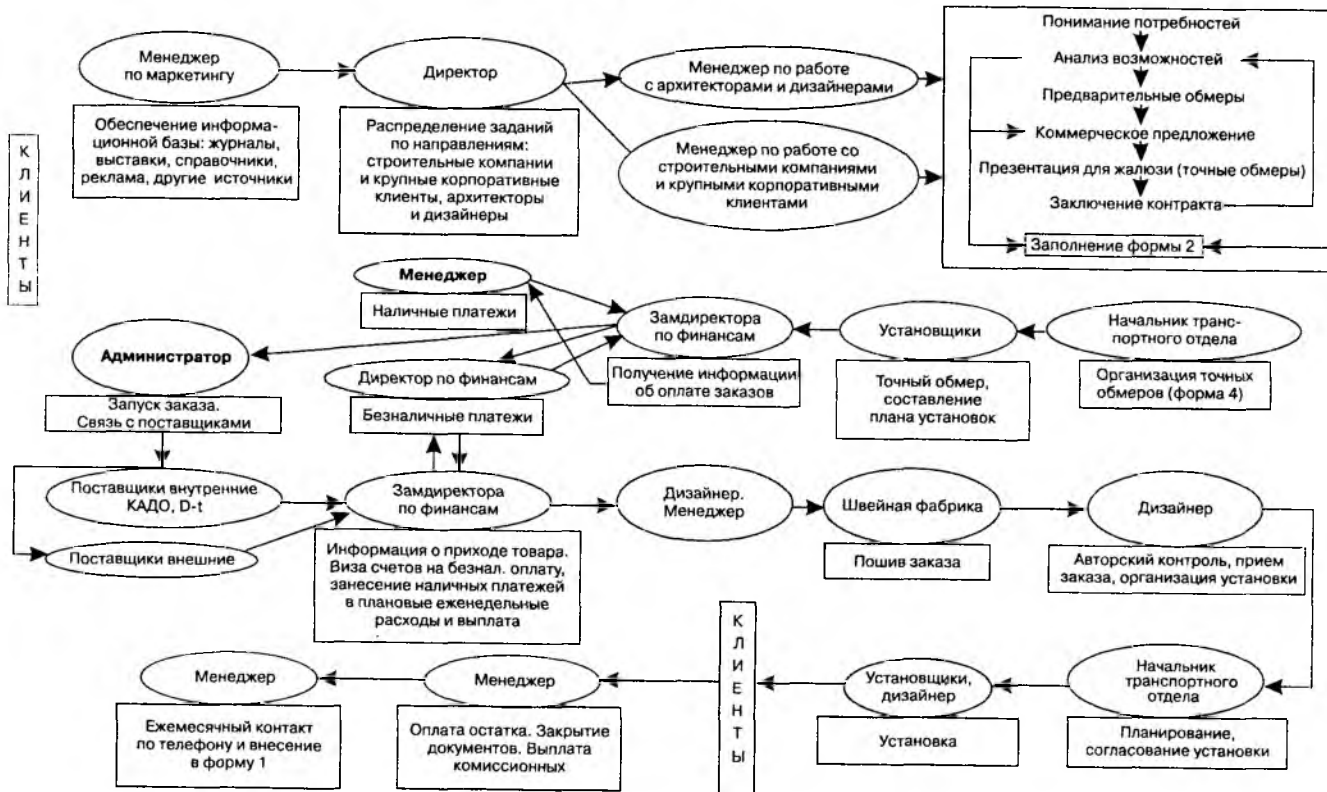 Менеджер
по маркетингу
Обеспечение информа-
ционной базы: журналы,
выставки, справочники,
реклама, другие источники
Директор
Распределение заданий
по направлениям:
строительные компании
и крупные корпоративные
клиенты, архитекторы
и дизайнеры
Менеджер по работе
с архитекторами и дизайнерами
Менеджер по работе со
строительными компаниями
и крупными корпоративными
клиентами
Понимание потребностей
Анализ возможностей
Предварительные обмеры
Коммерческое предложение
Презентация для жалюзи (точные обмеры)
Заключение контракта
Заполнение формы 2
К
Л
И
Е
Н
Т
Ы
Менеджер
Наличные платежи
Администратор
Запуск заказа.
Связь с поставщиками
Директор по финансам
Безналичные платежи
Замдиректора
по финансам
Получение информации
об оплате заказов
Установщики
Точный обмер,
составление
плана установок
Начальник транс-
портного отдела
Организация точных
обмеров (форма 4)
Поставщики внутренние
КАДО, D-t
Поставщики внешние
Замдиректора
по финансам
Информация о приходе товара.
Виза счетов на безнал. оплату,
занесение наличных платежей
в плановые еженедельные
расходы и выплата
Дизайнер.
Менеджер
Швейная фабрика
Пошив заказа
Дизайнер
Авторский контроль, прием
заказа, организация установки
Менеджер
Ежемесячный контакт
по телефону и внесение
в форму 1
Менеджер
Оплата остатка. Закрытие
документов. Выплата
комиссионных
К
Л
И
Е
Н
Т
Ы
Установщики,
дизайнер
Установка
Начальник
транспортного
отдела
Планирование,
согласование установки